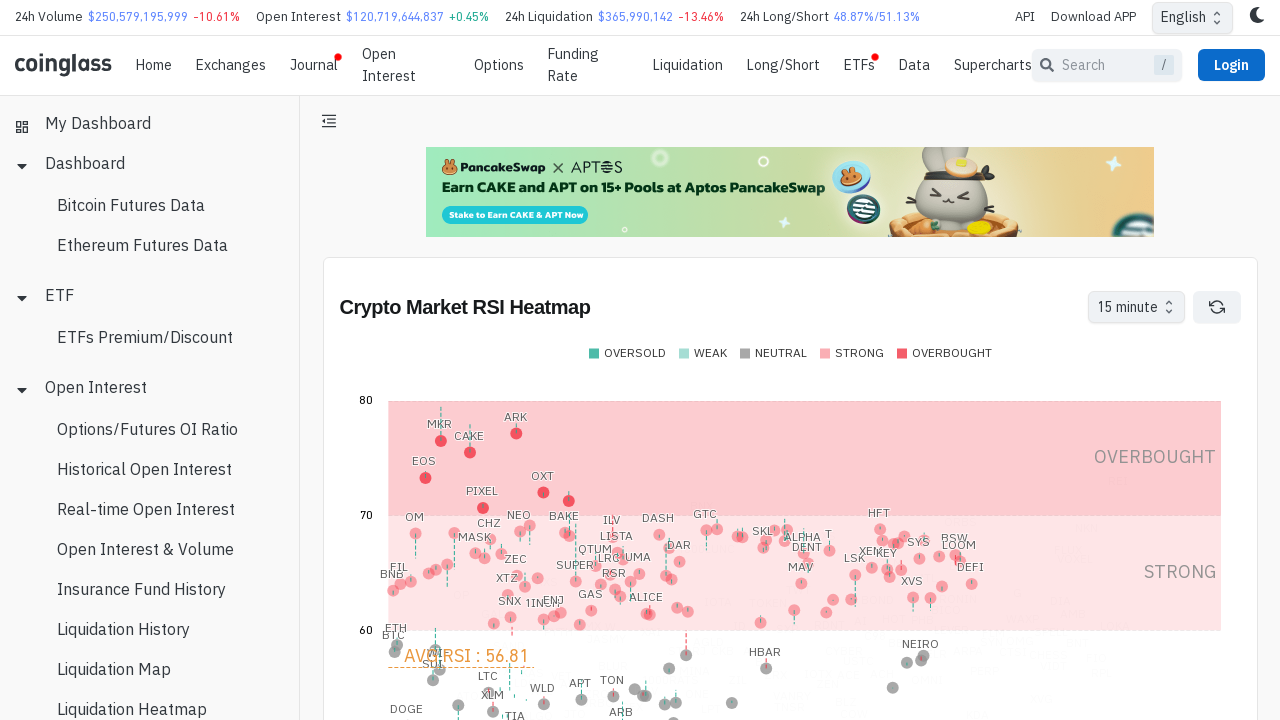 24h Volume $250,579,195,999 -10.61% Open Interest $120,719,644,837 +0.45% 24h Liquidation $365,990,142 -13.46% 24h Long/Short 48.87%/51.13% API Download APP English
coinglass Home Exchanges Journal Open Interest Options Funding Rate Liquidation Long/Short ETFs Data Supercharts Search / Login
My Dashboard
Dashboard
Bitcoin Futures Data
Ethereum Futures Data
ETF
ETFs Premium/Discount
Open Interest
Options/Futures OI Ratio
Historical Open Interest
Real-time Open Interest
Open Interest & Volume
Insurance Fund History
Liquidation History
Liquidation Map
Liquidation Heatmap
PancakeSwap × APTOS
Earn CAKE and APT on 15+ Pools at Aptos PancakeSwap
Stake to Earn CAKE & APT Now
Crypto Market RSI Heatmap
15 minute
OVERSOLD WEAK NEUTRAL STRONG OVERBOUGHT
80
ARK
MKR
CAKE
OVERBOUGHT
EOS
OXT
PIXEL
70
OM
NEO
BAKE
ILV
DASH
GTC
HFT
CHZ
MASK
LISTA
SKL
ALPHA
T
BSW
SYS
LOOM
DAR
DENT
QTUM
UMA
LRC
XEM
KEY
LSK
ZEC
SUPER
MAV
DEFI
FIL
BNB
STRONG
RSR
XTZ
XVS
GAS
ALICE
SNX
1INCH
ENJ
60
ETH
BTC
NEIRO
HBAR
AVG RSI : 56.81
SUI
LTC
TON
APT
WLD
XLM
DOGE
ARB
TIA